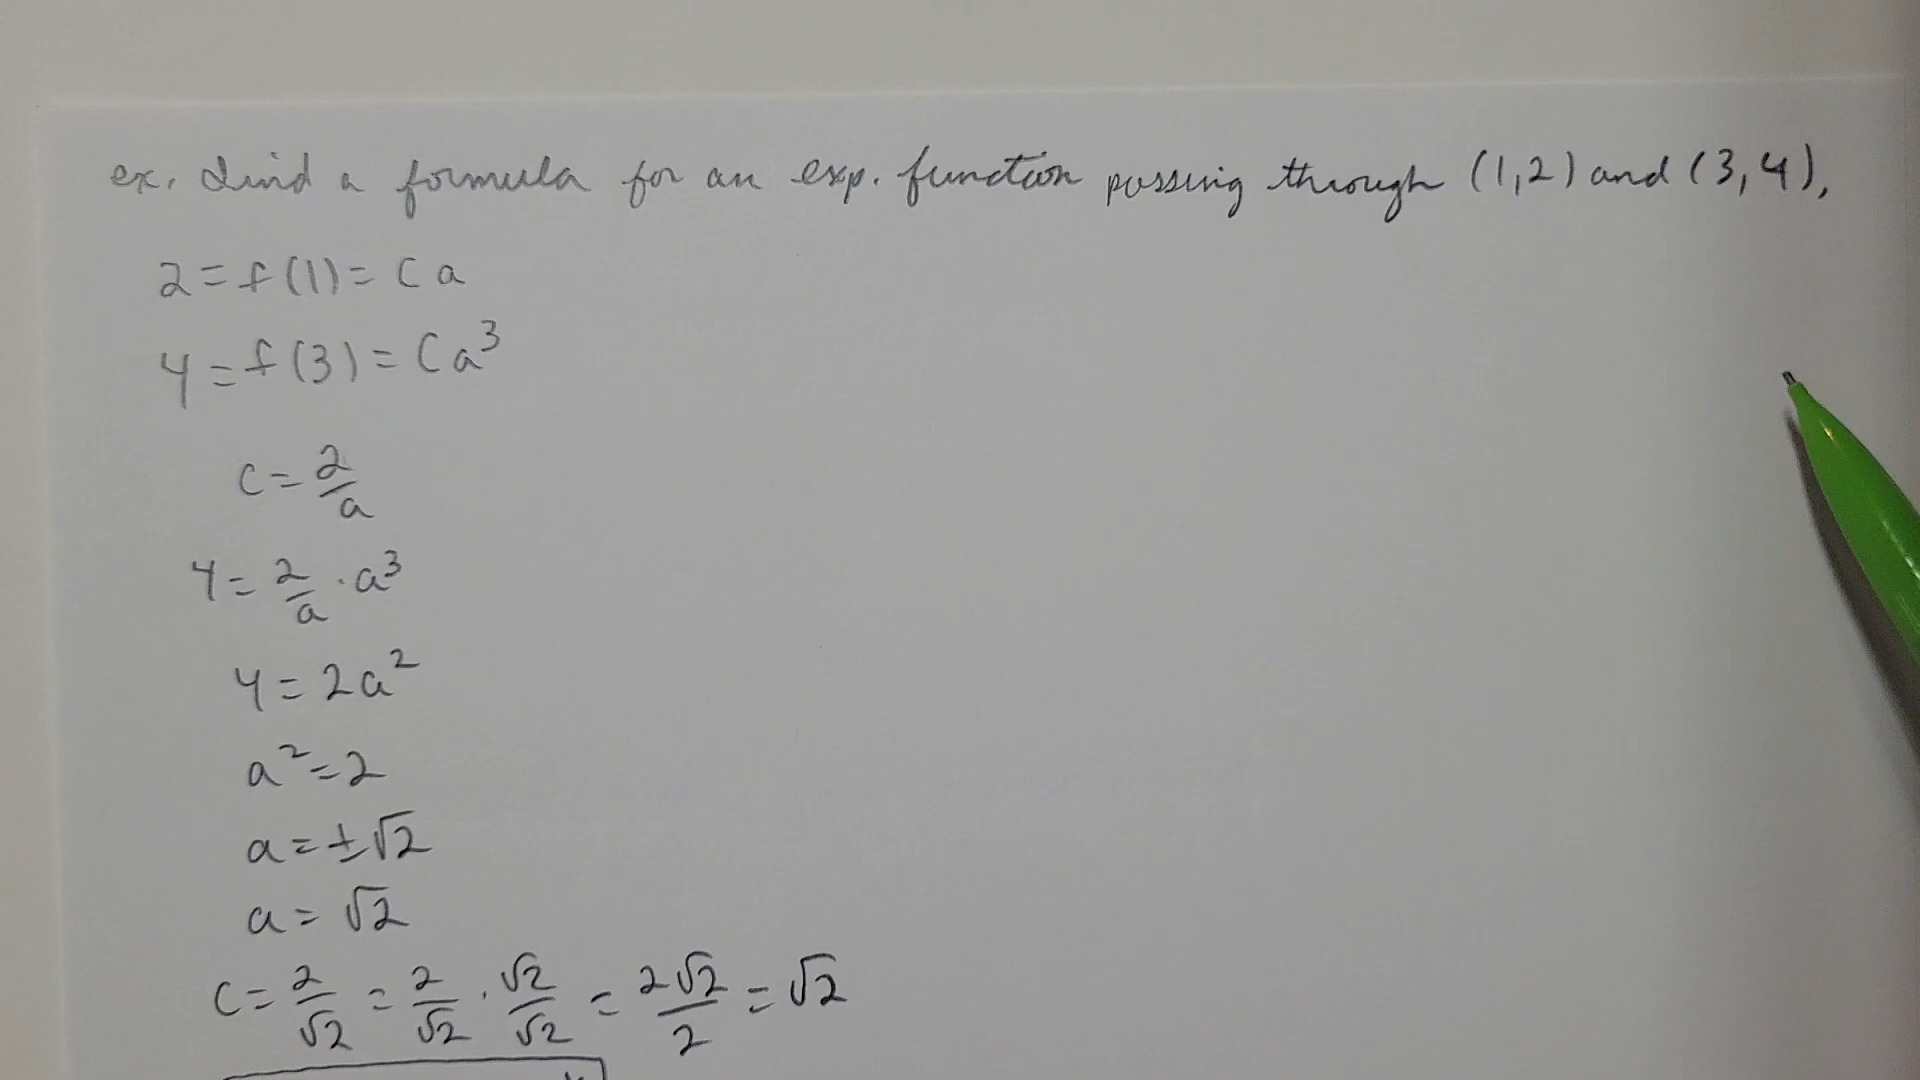 ex. Find a formula for an exp. function passing through (1,2) and (3,4),
2 = f(1) = Ca
4 = f(3) = Ca³
C = 2/a
4 = 2/a · a³
4 = 2a²
a² = 2
a = ±√2
a = √2
C = 2/√2 = 2/√2 · √2/√2 = 2√2/2 = √2